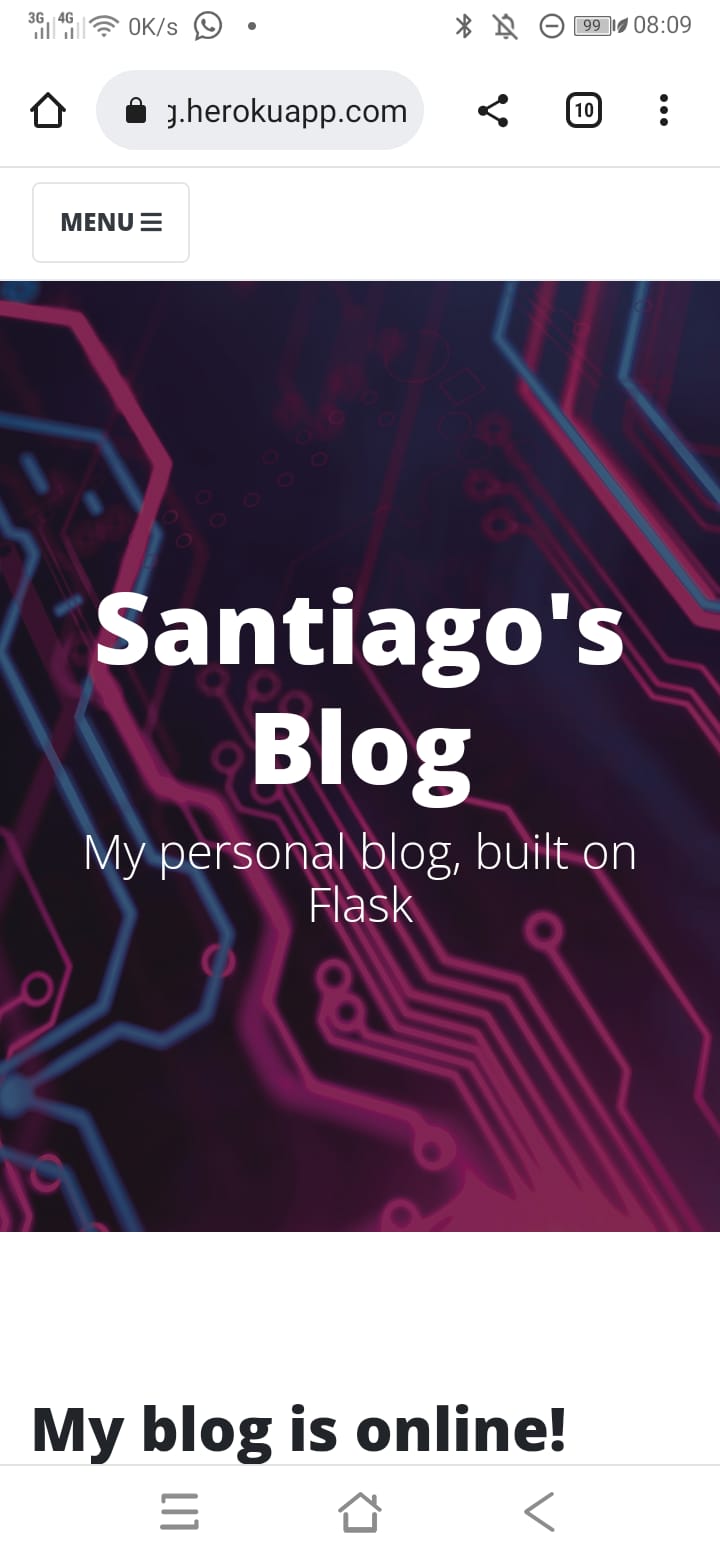 3G 4G 0K/s 99 08:09
g.herokuapp.com 10
MENU
Santiago's
Blog
My personal blog, built on
Flask
My blog is online!